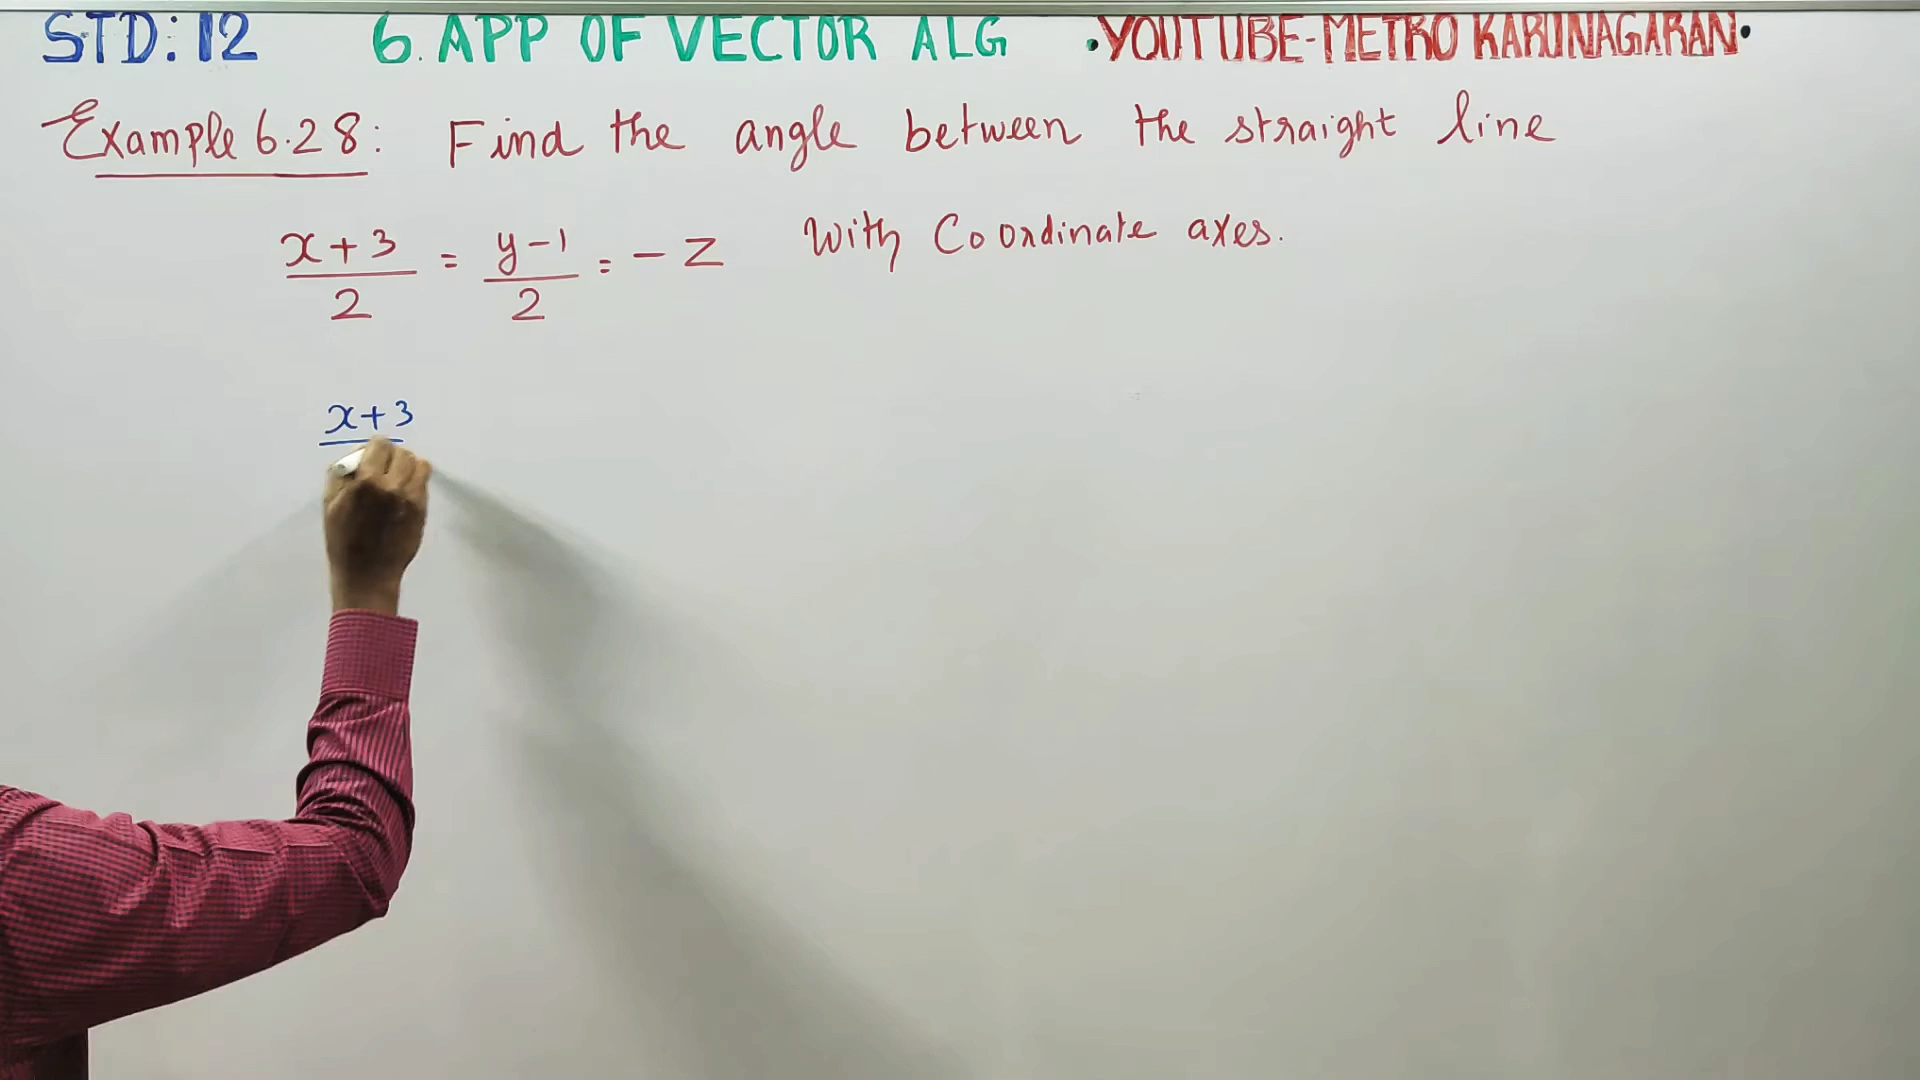 STD: 12 6. APP OF VECTOR ALG •YOUTUBE-METRO KARUNAGARAN•
Example 6.28: Find the angle between the straight line
x+3/2 = y-1/2 = -z with Coordinate axes.
x+3